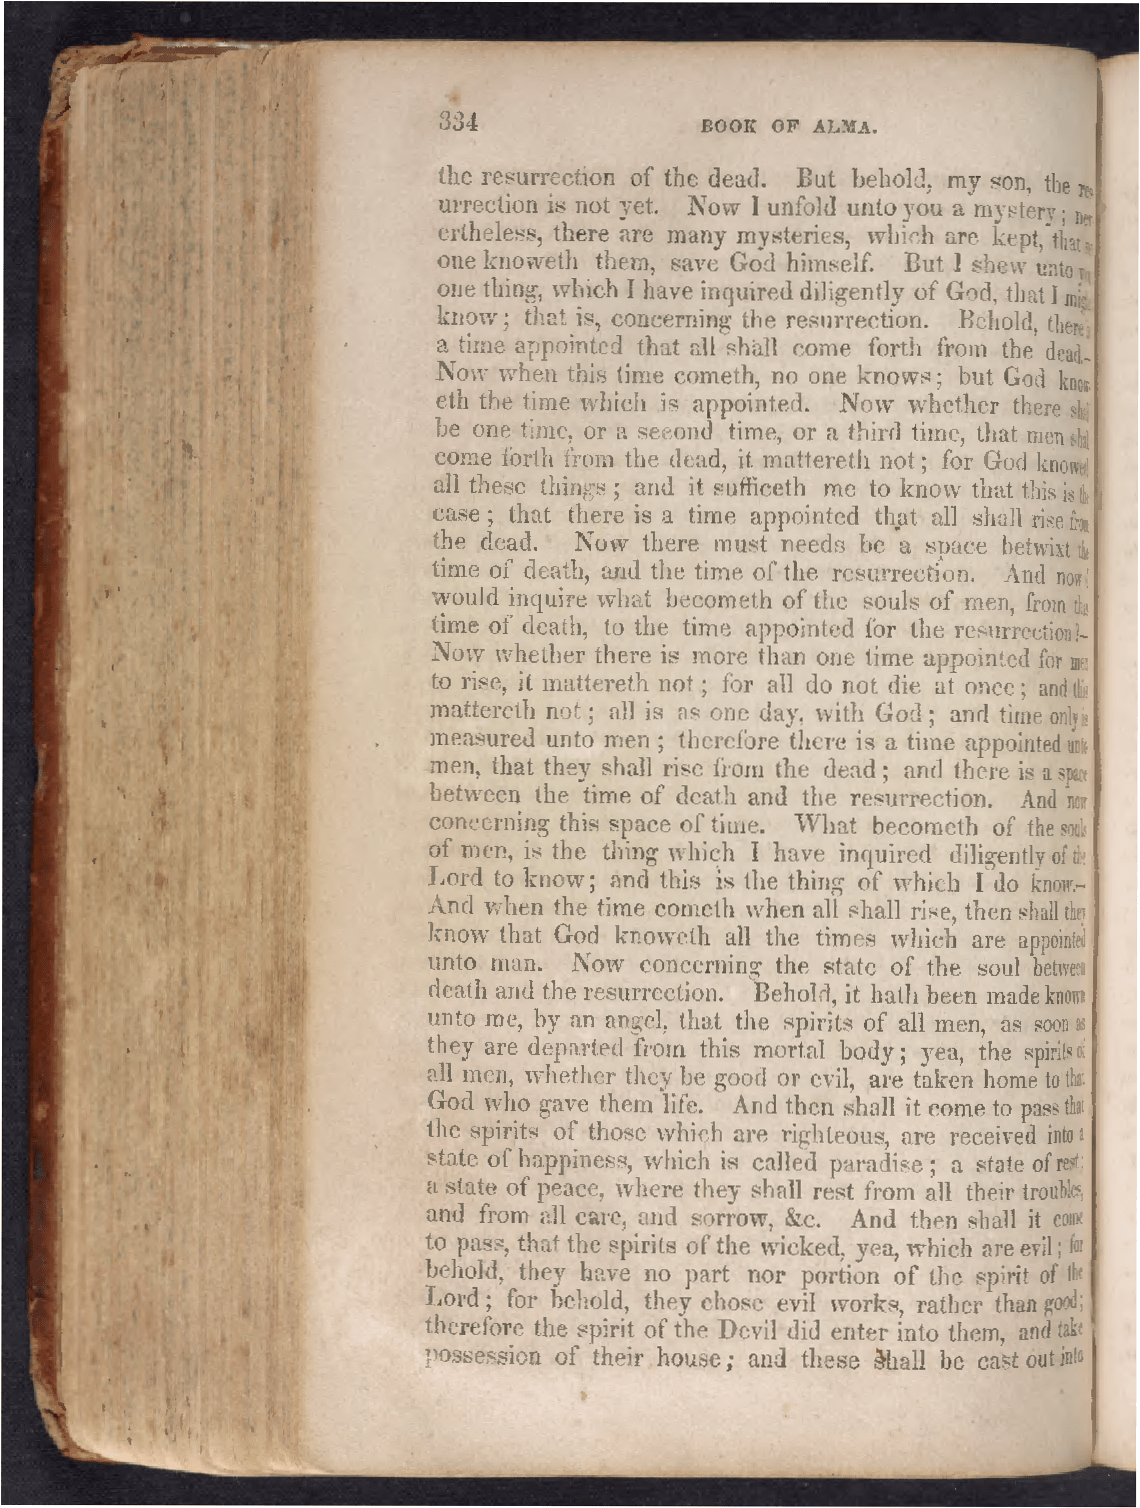 334 BOOK OF ALMA.
the resurrection of the dead. But behold, my son, the res-
urrection is not yet. Now I unfold unto you a mystery; nev-
ertheless, there are many mysteries, which are kept, that no
one knoweth them, save God himself. But I shew unto you
one thing, which I have inquired diligently of God, that I might
know; that is, concerning the resurrection. Behold, there is
a time appointed that all shall come forth from the dead.—
Now when this time cometh, no one knows; but God know-
eth the time which is appointed. Now whether there shall
be one time, or a second time, or a third time, that men shall
come forth from the dead, it mattereth not; for God knoweth
all these things; and it sufficeth me to know that this is the
case; that there is a time appointed that all shall rise from
the dead. Now there must needs be a space betwixt the
time of death, and the time of the resurrection. And now I
would inquire what becometh of the souls of men, from this
time of death, to the time appointed for the resurrection?—
Now whether there is more than one time appointed for men
to rise, it mattereth not; for all do not die at once; and this
mattereth not; all is as one day, with God; and time only is
measured unto men; therefore there is a time appointed unto
men, that they shall rise from the dead; and there is a space
between the time of death and the resurrection. And now
concerning this space of time. What becometh of the souls
of men, is the thing which I have inquired diligently of the
Lord to know; and this is the thing of which I do know.—
And when the time cometh when all shall rise, then shall they
know that God knoweth all the times which are appointed
unto man. Now concerning the state of the soul between
death and the resurrection. Behold, it hath been made known
unto me, by an angel, that the spirits of all men, as soon as
they are departed from this mortal body; yea, the spirits of
all men, whether they be good or evil, are taken home to that
God who gave them life. And then shall it come to pass that
the spirits of those which are righteous, are received into a
state of happiness, which is called paradise; a state of rest;
a state of peace, where they shall rest from all their troubles,
and from all care, and sorrow, &c. And then shall it come
to pass, that the spirits of the wicked, yea, which are evil; for
behold, they have no part nor portion of the spirit of the
Lord; for behold, they chose evil works, rather than good;
therefore the spirit of the Devil did enter into them, and take
possession of their house; and these shall be cast out into